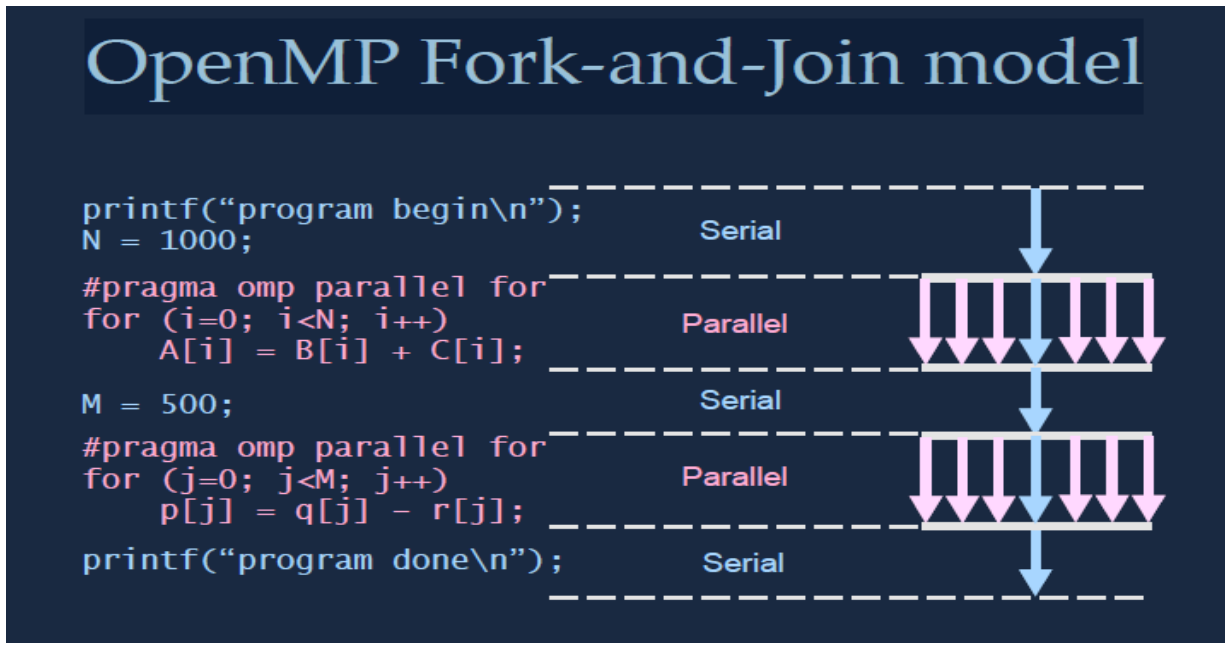 OpenMP Fork-and-Join model
printf(“program begin\n”);
N = 1000;
Serial
#pragma omp parallel for
for (i=0; i<N; i++)
A[i] = B[i] + C[i];
Parallel
M = 500;
Serial
#pragma omp parallel for
for (j=0; j<M; j++)
p[j] = q[j] – r[j];
Parallel
printf(“program done\n”);
Serial